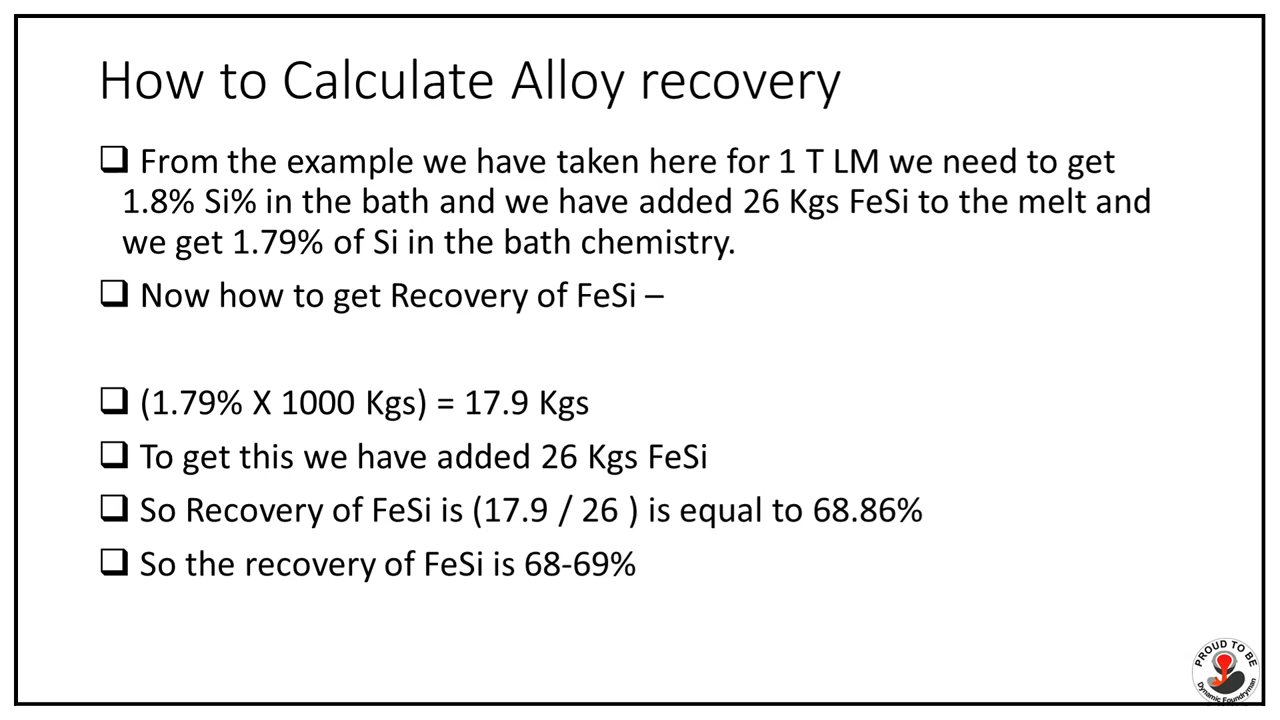 How to Calculate Alloy recovery
❑ From the example we have taken here for 1 T LM we need to get
1.8% Si% in the bath and we have added 26 Kgs FeSi to the melt and
we get 1.79% of Si in the bath chemistry.
❑ Now how to get Recovery of FeSi –
❑ (1.79% X 1000 Kgs) = 17.9 Kgs
❑ To get this we have added 26 Kgs FeSi
❑ So Recovery of FeSi is (17.9 / 26 ) is equal to 68.86%
❑ So the recovery of FeSi is 68-69%
PROUD TO BE
Dynamic Foundryman